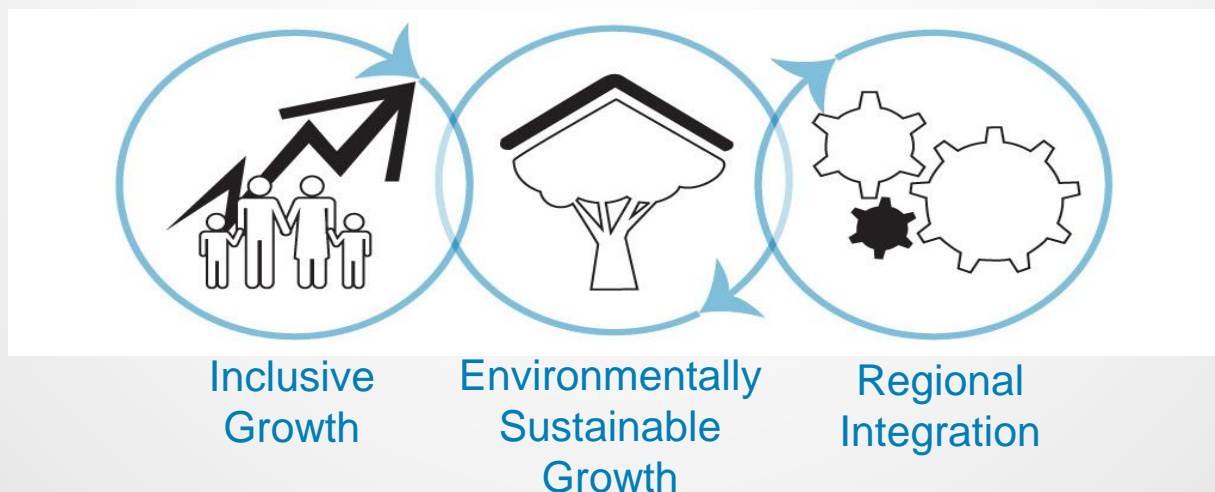 Inclusive
Growth
Environmentally
Sustainable
Growth
Regional
Integration